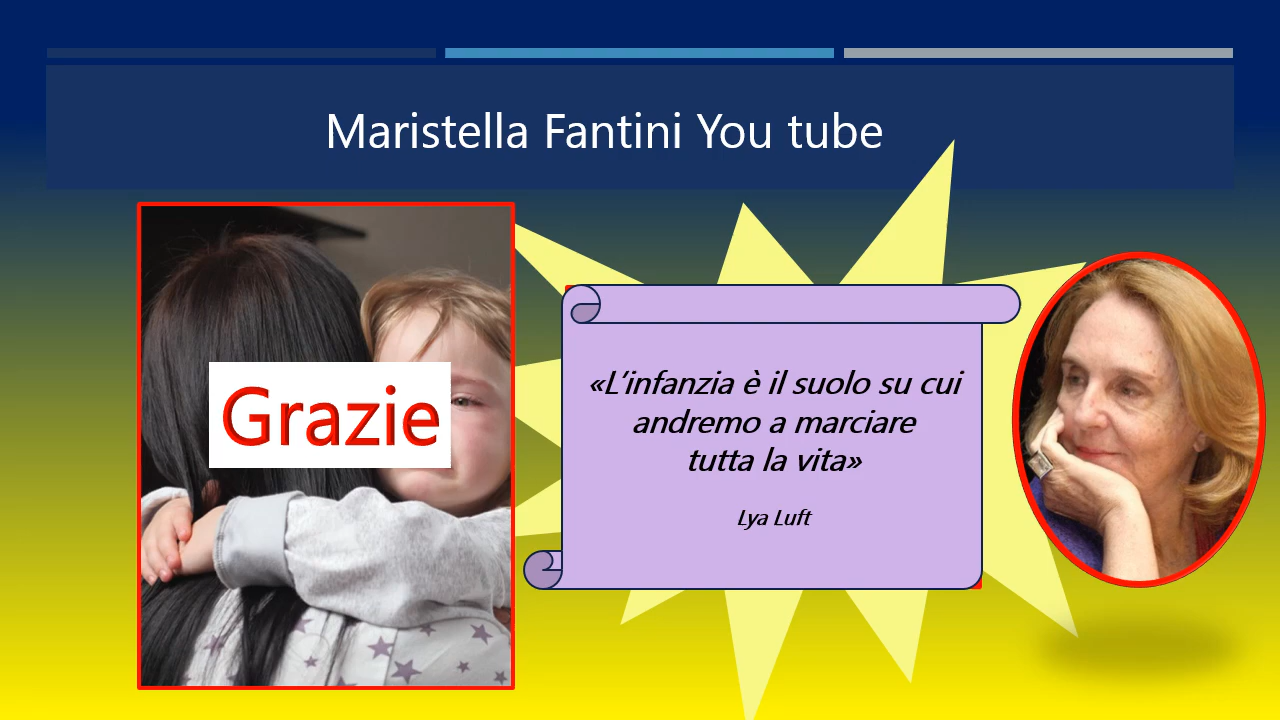 Maristella Fantini You tube
Grazie
«L’infanzia è il suolo su cui
andremo a marciare
tutta la vita»
Lya Luft